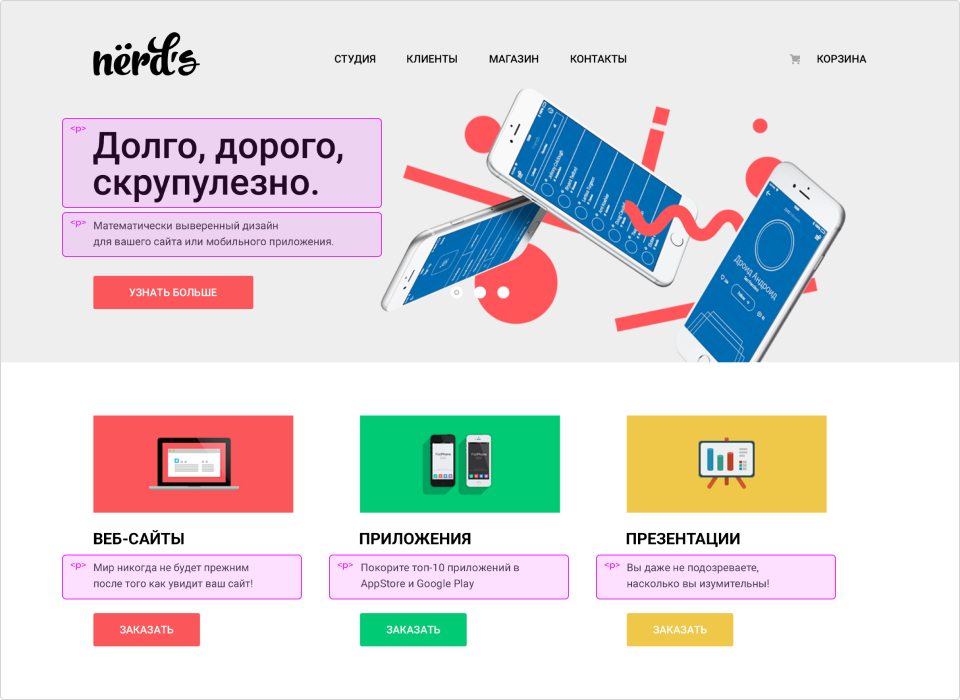 nërd's
СТУДИЯ КЛИЕНТЫ МАГАЗИН КОНТАКТЫ КОРЗИНА
<p>
Долго, дорого,
скрупулезно.
<p>
Математически выверенный дизайн
для вашего сайта или мобильного приложения.
УЗНАТЬ БОЛЬШЕ
Дроид Андроид
ВЕБ-САЙТЫ
<p> Мир никогда не будет прежним
после того как увидит ваш сайт!
ЗАКАЗАТЬ
ПРИЛОЖЕНИЯ
<p> Покорите топ-10 приложений в
AppStore и Google Play
ЗАКАЗАТЬ
ПРЕЗЕНТАЦИИ
<p> Вы даже не подозреваете,
насколько вы изумительны!
ЗАКАЗАТЬ